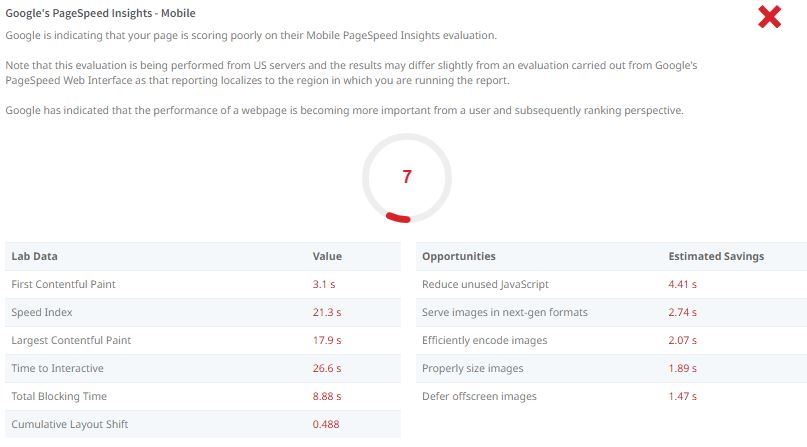 Google's PageSpeed Insights - Mobile
Google is indicating that your page is scoring poorly on their Mobile PageSpeed Insights evaluation.
Note that this evaluation is being performed from US servers and the results may differ slightly from an evaluation carried out from Google's
PageSpeed Web Interface as that reporting localizes to the region in which you are running the report.
Google has indicated that the performance of a webpage is becoming more important from a user and subsequently ranking perspective.
7
Lab Data Value
First Contentful Paint 3.1 s
Speed Index 21.3 s
Largest Contentful Paint 17.9 s
Time to Interactive 26.6 s
Total Blocking Time 8.88 s
Cumulative Layout Shift 0.488
Opportunities Estimated Savings
Reduce unused JavaScript 4.41 s
Serve images in next-gen formats 2.74 s
Efficiently encode images 2.07 s
Properly size images 1.89 s
Defer offscreen images 1.47 s